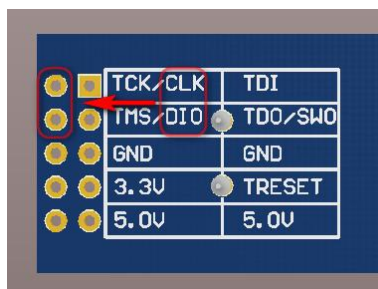 TCK/CLK TDI
TMS/DIO TDO/SWO
GND GND
3.3V TRESET
5.0V 5.0V